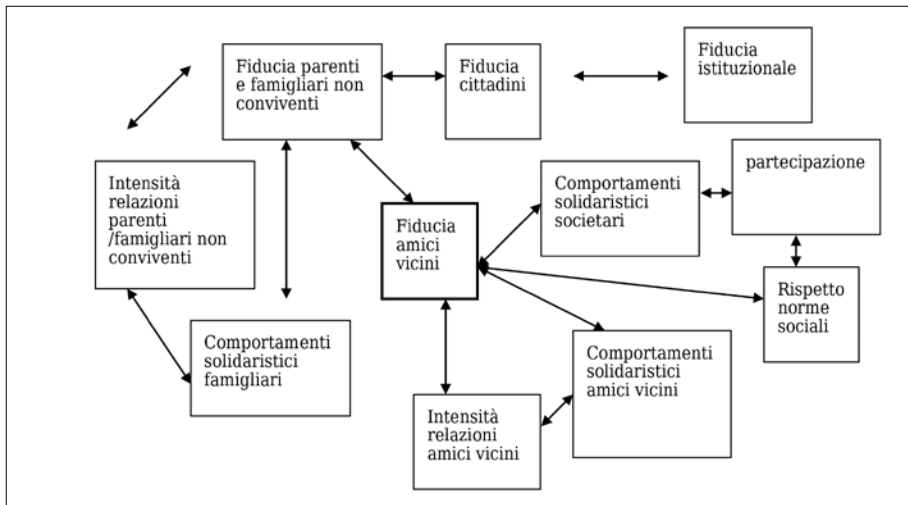 Fiducia parenti
e famigliari non
conviventi
Fiducia
cittadini
Fiducia
istituzionale
Intensità
relazioni
parenti
/famigliari non
conviventi
Fiducia
amici
vicini
Comportamenti
solidaristici
societari
partecipazione
Rispetto
norme
sociali
Comportamenti
solidaristici
famigliari
Intensità
relazioni
amici vicini
Comportamenti
solidaristici
amici vicini